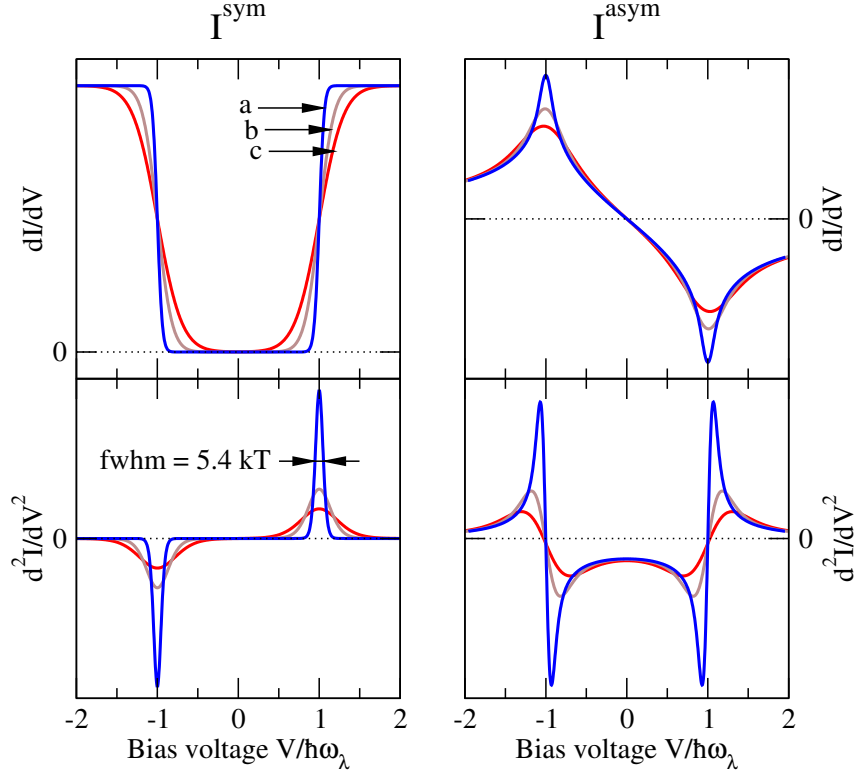 I^sym
I^asym
dI/dV
0
a
b
c
dI/dV
0
d²I/dV²
0
fwhm = 5.4 kT
d²I/dV²
0
-2 -1 0 1 2
-2 -1 0 1 2
Bias voltage V/ħω_λ
Bias voltage V/ħω_λ